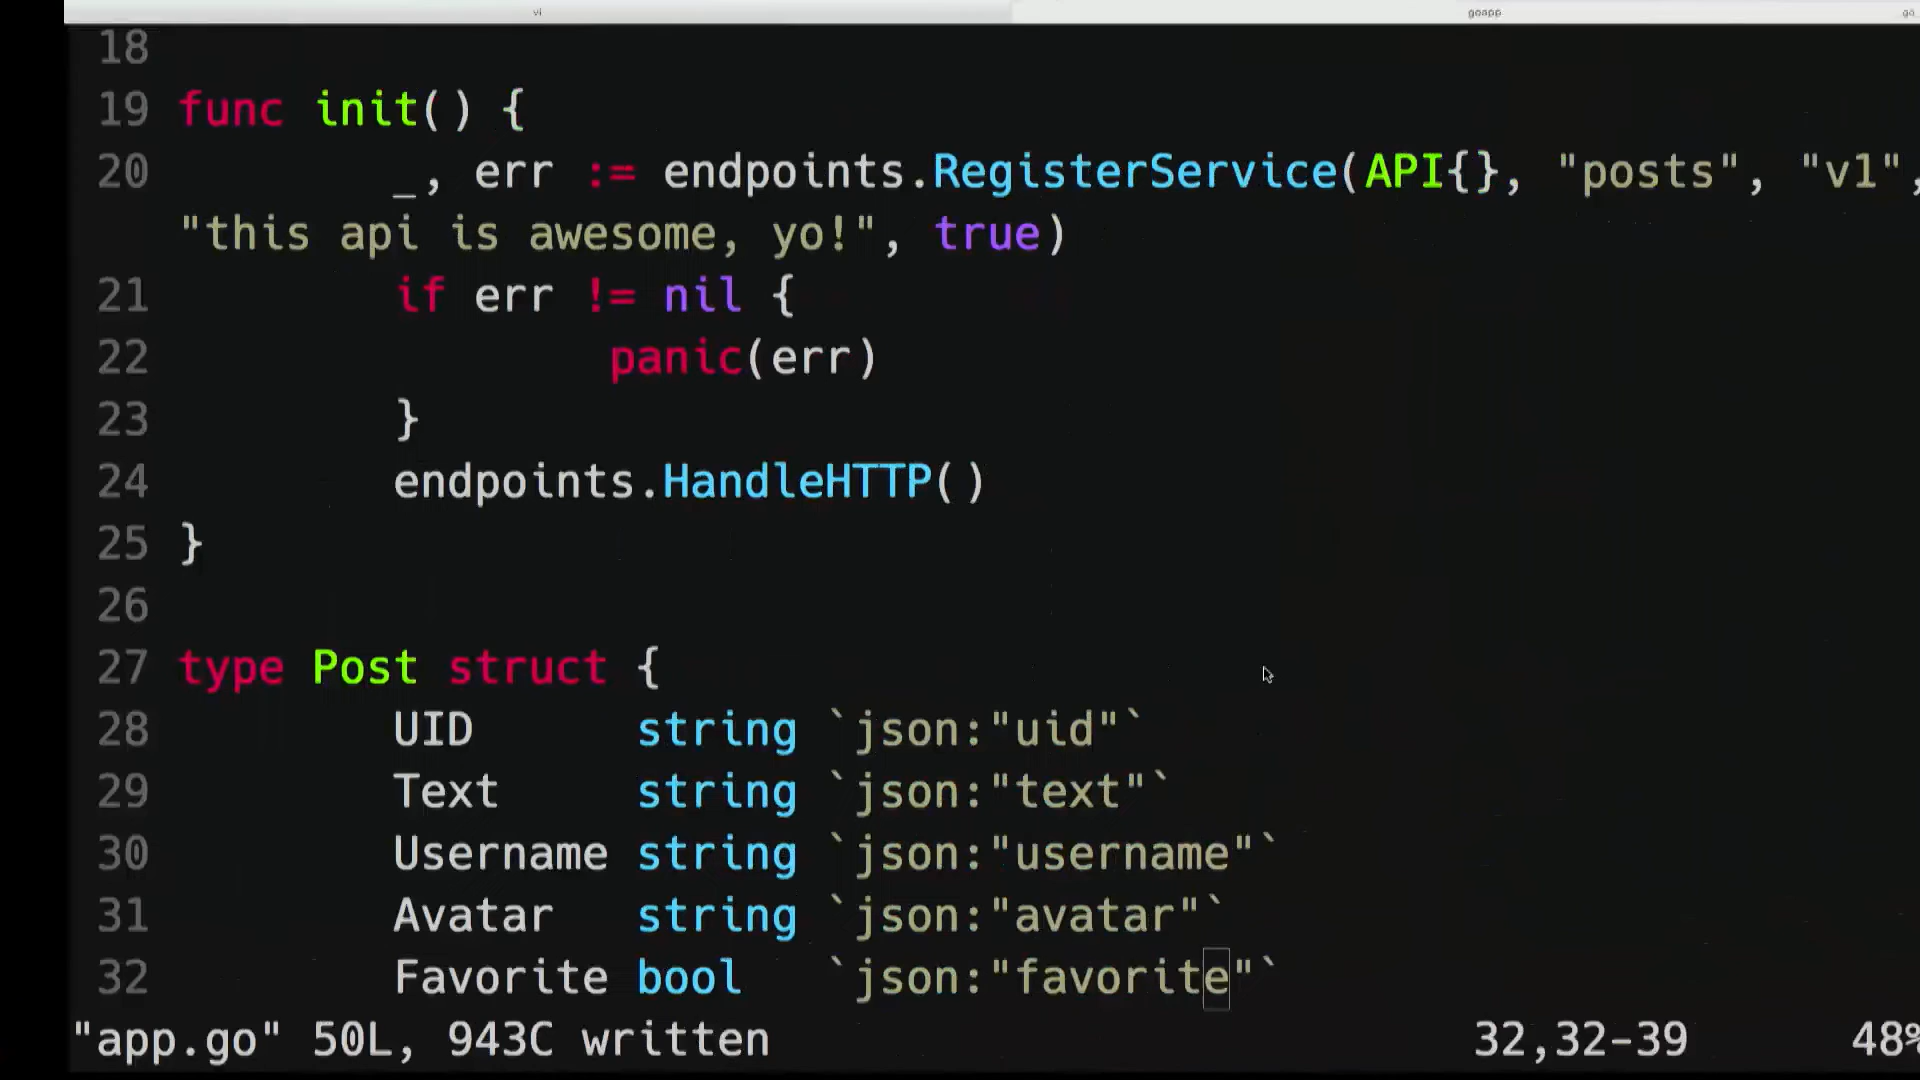 vi goapp go
18
19 func init() {
20 _, err := endpoints.RegisterService(API{}, "posts", "v1",
"this api is awesome, yo!", true)
21 if err != nil {
22 panic(err)
23 }
24 endpoints.HandleHTTP()
25 }
26
27 type Post struct {
28 UID string `json:"uid"`
29 Text string `json:"text"`
30 Username string `json:"username"`
31 Avatar string `json:"avatar"`
32 Favorite bool `json:"favorite"`
"app.go" 50L, 943C written 32,32-39 48%